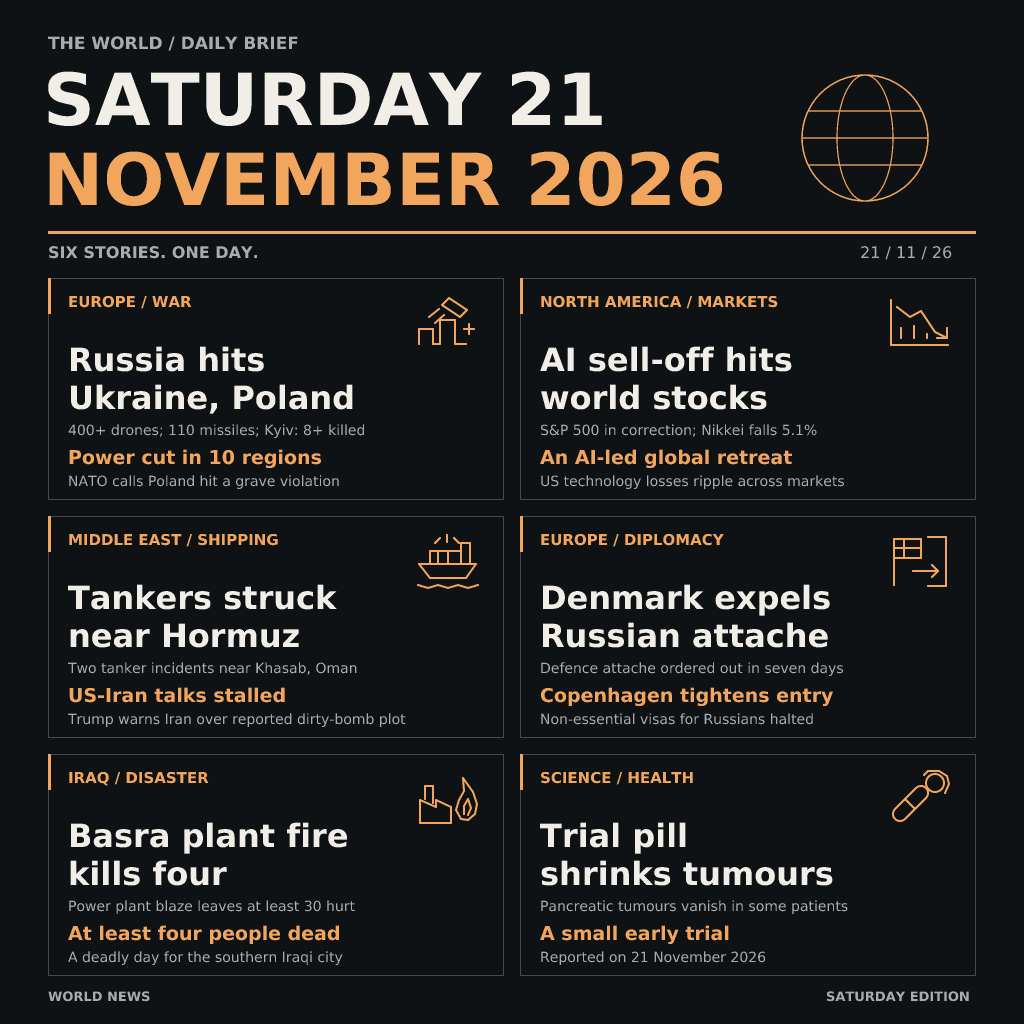 THE WORLD / DAILY BRIEF
SATURDAY 21
NOVEMBER 2026
SIX STORIES. ONE DAY.
21 / 11 / 26
EUROPE / WAR
Russia hits
Ukraine, Poland
400+ drones; 110 missiles; Kyiv: 8+ killed
Power cut in 10 regions
NATO calls Poland hit a grave violation
NORTH AMERICA / MARKETS
AI sell-off hits
world stocks
S&P 500 in correction; Nikkei falls 5.1%
An AI-led global retreat
US technology losses ripple across markets
MIDDLE EAST / SHIPPING
Tankers struck
near Hormuz
Two tanker incidents near Khasab, Oman
US-Iran talks stalled
Trump warns Iran over reported dirty-bomb plot
EUROPE / DIPLOMACY
Denmark expels
Russian attache
Defence attache ordered out in seven days
Copenhagen tightens entry
Non-essential visas for Russians halted
IRAQ / DISASTER
Basra plant fire
kills four
Power plant blaze leaves at least 30 hurt
At least four people dead
A deadly day for the southern Iraqi city
SCIENCE / HEALTH
Trial pill
shrinks tumours
Pancreatic tumours vanish in some patients
A small early trial
Reported on 21 November 2026
WORLD NEWS
SATURDAY EDITION